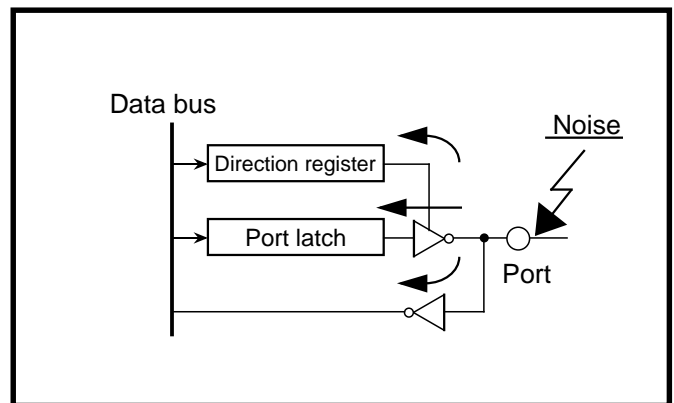 Data bus
Noise
Direction register
Port latch
Port